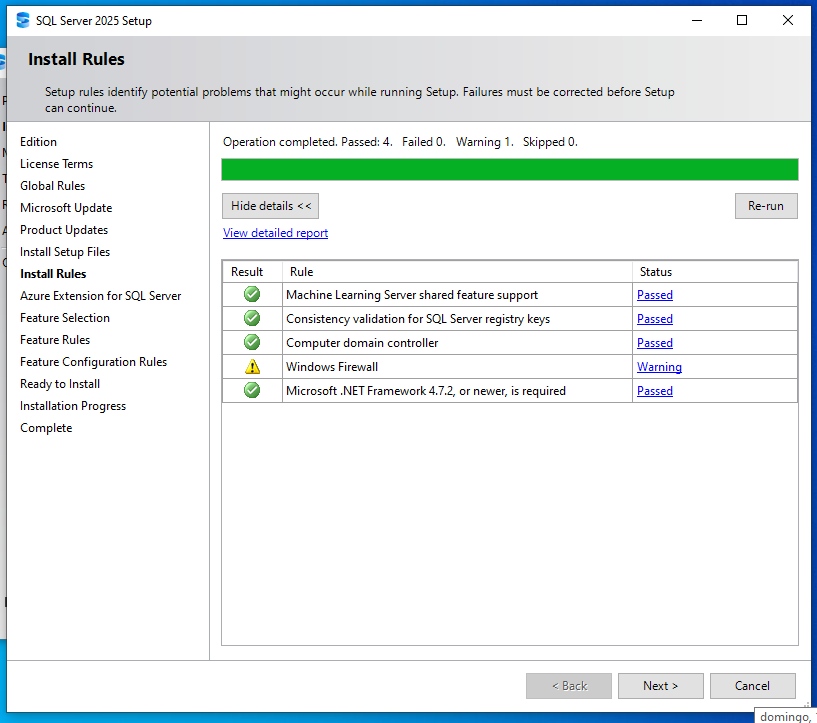 SQL Server 2025 Setup
Install Rules
Setup rules identify potential problems that might occur while running Setup. Failures must be corrected before Setup
can continue.
Edition
License Terms
Global Rules
Microsoft Update
Product Updates
Install Setup Files
Install Rules
Azure Extension for SQL Server
Feature Selection
Feature Rules
Feature Configuration Rules
Ready to Install
Installation Progress
Complete
Operation completed. Passed: 4. Failed 0. Warning 1. Skipped 0.
Hide details <<
Re-run
View detailed report
Result Rule Status
Machine Learning Server shared feature support Passed
Consistency validation for SQL Server registry keys Passed
Computer domain controller Passed
Windows Firewall Warning
Microsoft .NET Framework 4.7.2, or newer, is required Passed
< Back Next > Cancel
domingo,